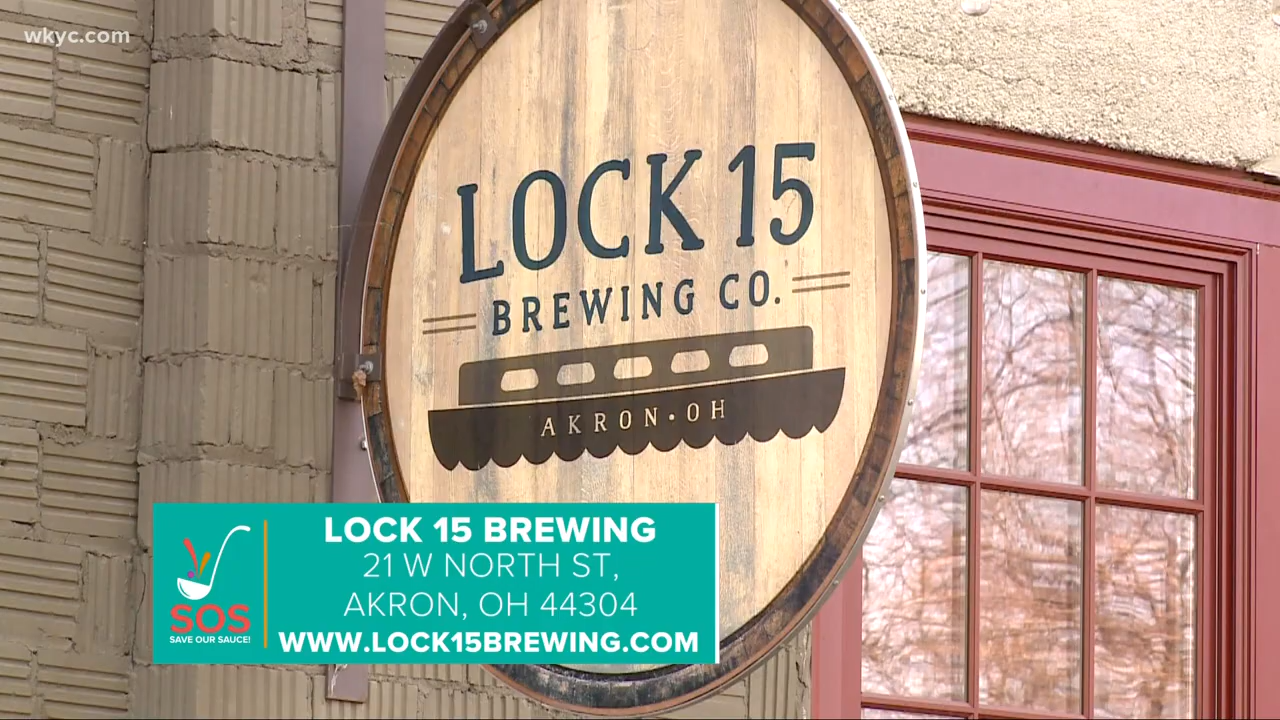 wkyc.com
LOCK 15
BREWING CO.
AKRON • OH
LOCK 15 BREWING
21 W NORTH ST,
AKRON, OH 44304
WWW.LOCK15BREWING.COM
SOS
SAVE OUR SAUCE!